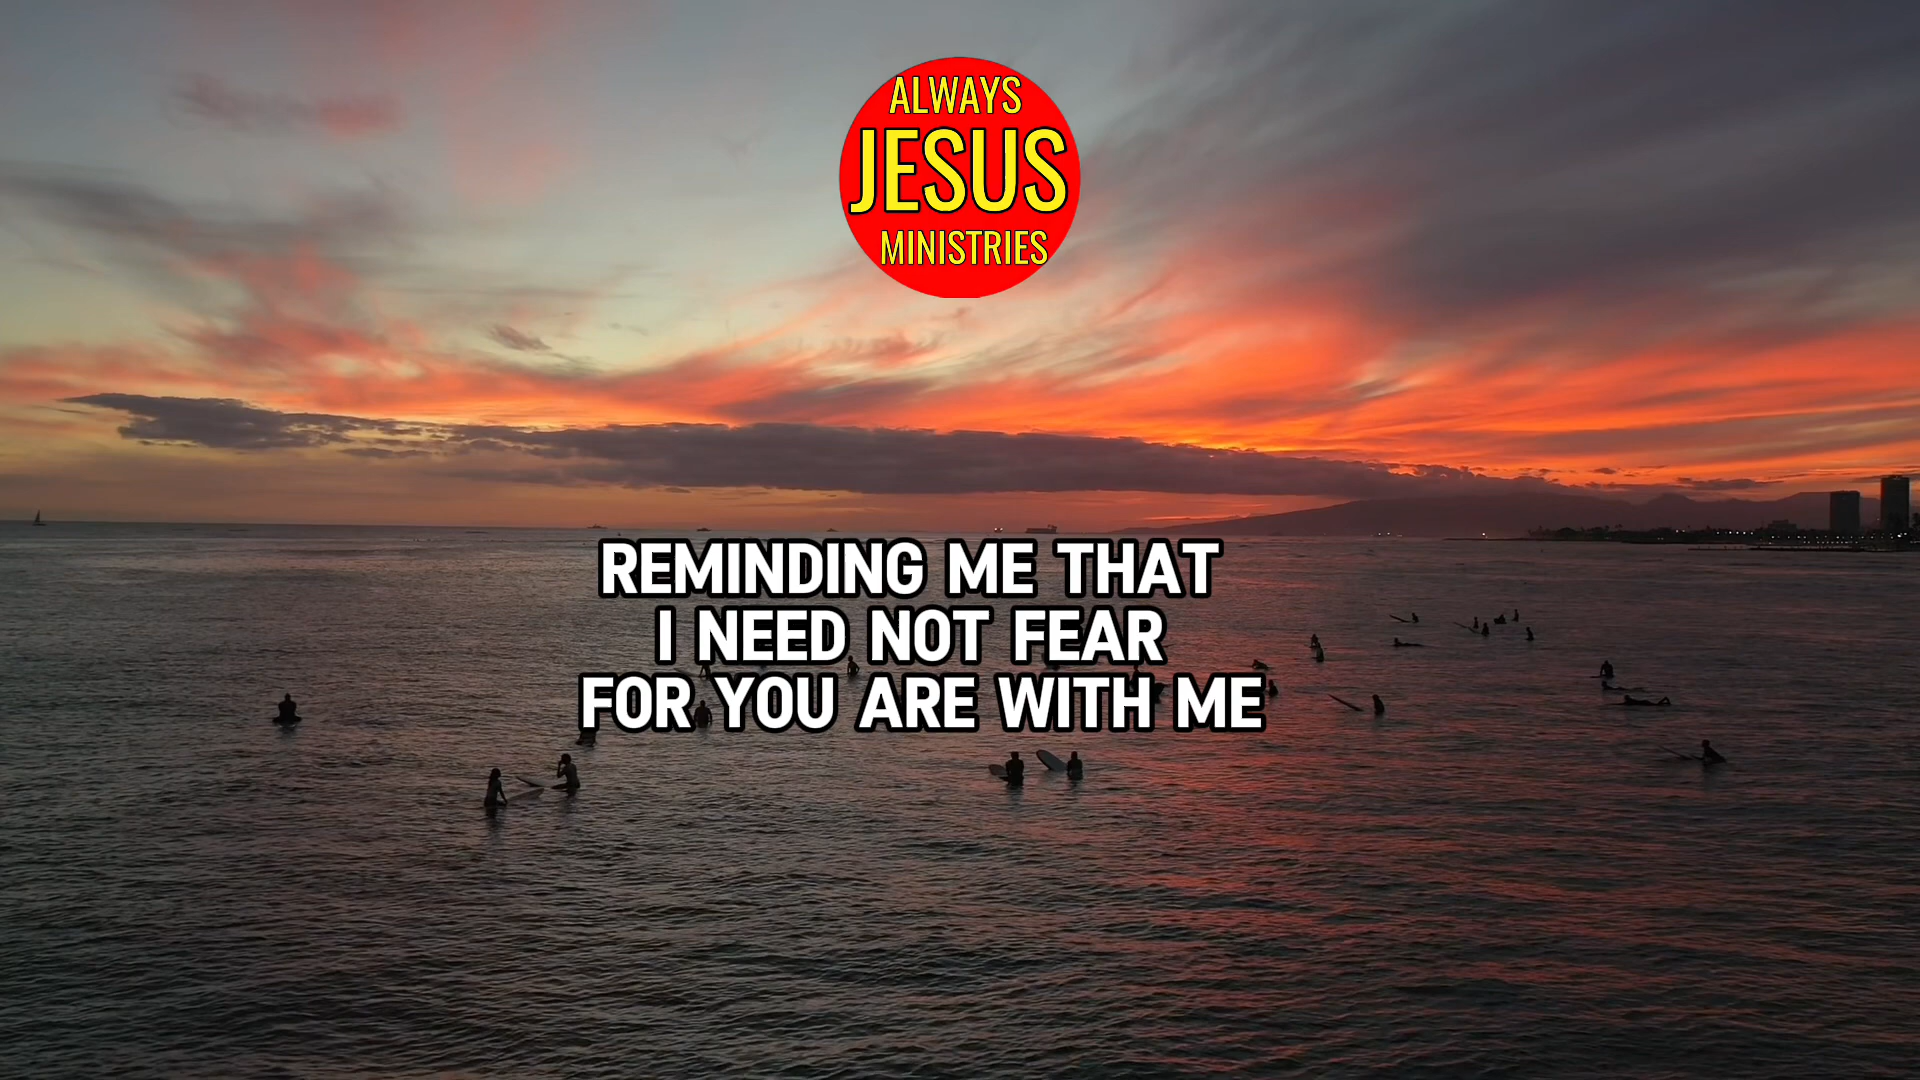 ALWAYS
JESUS
MINISTRIES
REMINDING ME THAT
I NEED NOT FEAR
FOR YOU ARE WITH ME